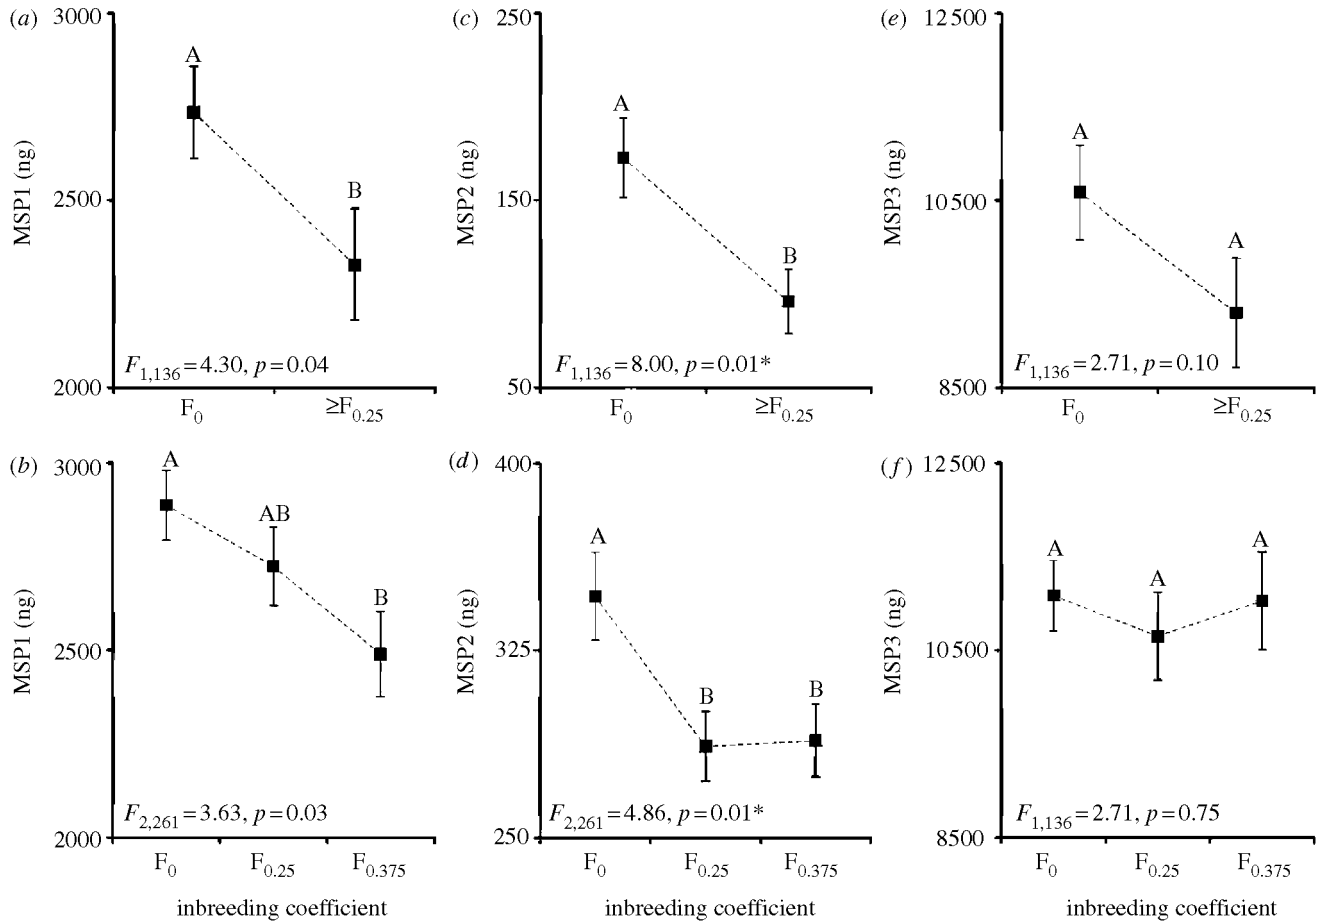 (a)
3000
2500
2000
MSP1 (ng)
A
B
F1,136=4.30, p=0.04
F0
≥F0.25
(c)
250
150
50
MSP2 (ng)
A
B
F1,136=8.00, p=0.01*
F0
≥F0.25
(e)
12 500
10 500
8500
MSP3 (ng)
A
A
F1,136=2.71, p=0.10
F0
≥F0.25
(b)
3000
2500
2000
MSP1 (ng)
A
AB
B
F2,261=3.63, p=0.03
F0
F0.25
F0.375
inbreeding coefficient
(d)
400
325
250
MSP2 (ng)
A
B
B
F2,261=4.86, p=0.01*
F0
F0.25
F0.375
inbreeding coefficient
(f)
12 500
10 500
8500
MSP3 (ng)
A
A
A
F1,136=2.71, p=0.75
F0
F0.25
F0.375
inbreeding coefficient